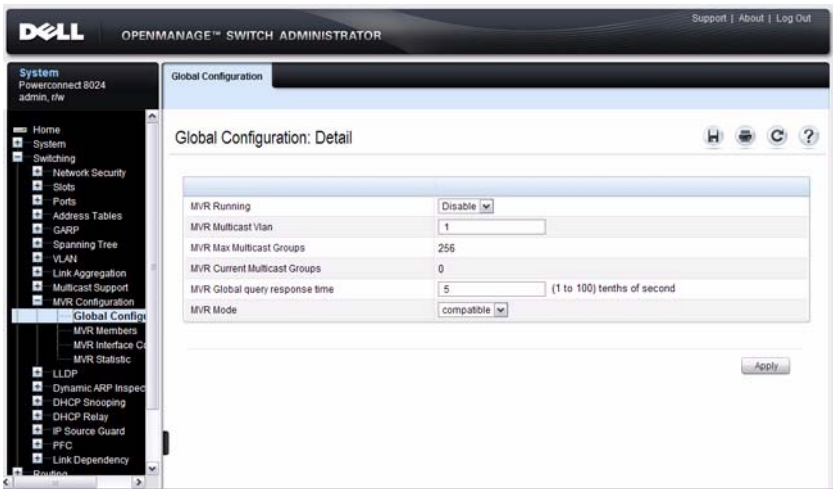 Support | About | Log Out
DELL
OPENMANAGE™ SWITCH ADMINISTRATOR
System
Powerconnect 8024
admin, r/w
Home
System
Switching
Network Security
Slots
Ports
Address Tables
GARP
Spanning Tree
VLAN
Link Aggregation
Multicast Support
MVR Configuration
Global Configu
MVR Members
MVR Interface Co
MVR Statistic
LLDP
Dynamic ARP Inspec
DHCP Snooping
DHCP Relay
IP Source Guard
PFC
Link Dependency
Routing
Global Configuration
Global Configuration: Detail
MVR Running Disable
MVR Multicast Vlan 1
MVR Max Multicast Groups 256
MVR Current Multicast Groups 0
MVR Global query response time 5 (1 to 100) tenths of second
MVR Mode compatible
Apply